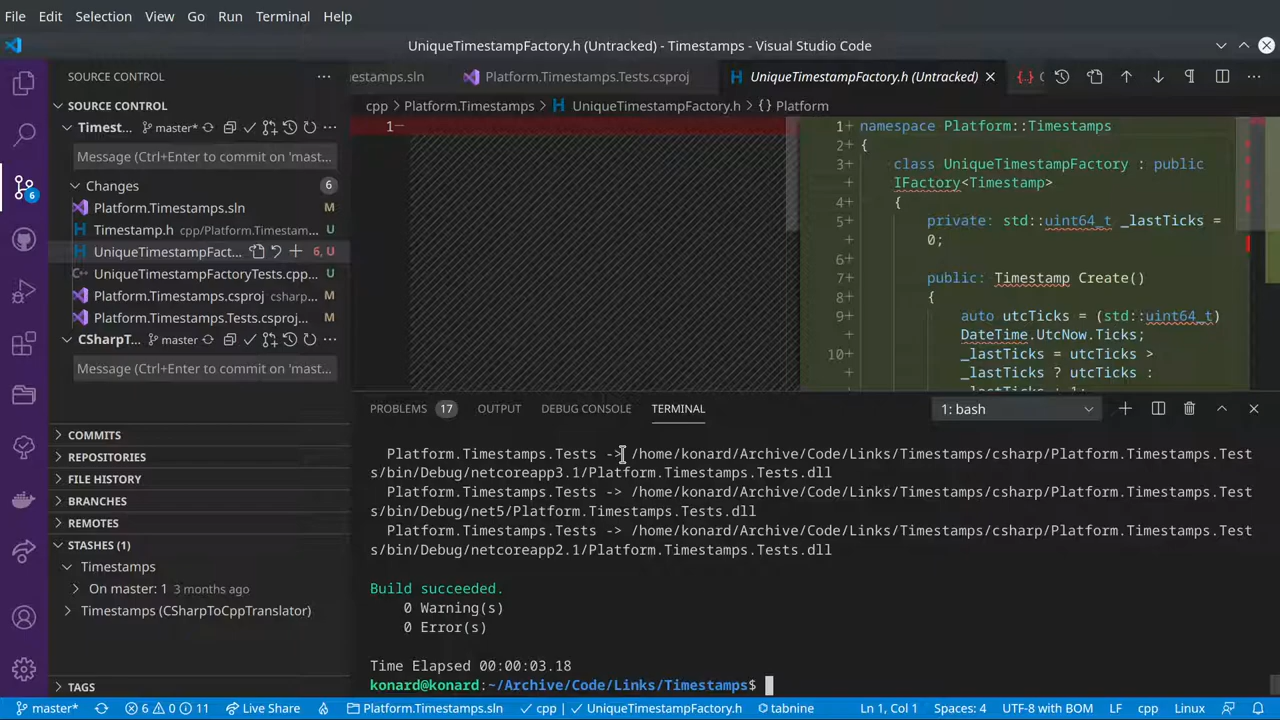 File Edit Selection View Go Run Terminal Help
UniqueTimestampFactory.h (Untracked) - Timestamps - Visual Studio Code
SOURCE CONTROL
estamps.sln
Platform.Timestamps.Tests.csproj
UniqueTimestampFactory.h (Untracked)
SOURCE CONTROL
cpp > Platform.Timestamps > UniqueTimestampFactory.h > {} Platform
Timest... master*
Message (Ctrl+Enter to commit on 'mast...
Changes 6
Platform.Timestamps.sln M
Timestamp.h cpp/Platform.Timestam... U
UniqueTimestampFact... 6, U
UniqueTimestampFactoryTests.cpp... U
Platform.Timestamps.csproj csharp... M
Platform.Timestamps.Tests.csproj... M
CSharpT... master
Message (Ctrl+Enter to commit on 'mast...
COMMITS
REPOSITORIES
FILE HISTORY
BRANCHES
REMOTES
STASHES (1)
Timestamps
On master: 1 3 months ago
Timestamps (CSharpToCppTranslator)
TAGS
6
1-
1+ namespace Platform::Timestamps
2+ {
3+ class UniqueTimestampFactory : public
+ IFactory<Timestamp>
4+ {
5+ private: std::uint64_t _lastTicks =
+ 0;
6+
7+ public: Timestamp Create()
8+ {
9+ auto utcTicks = (std::uint64_t)
+ DateTime.UtcNow.Ticks;
10+ _lastTicks = utcTicks >
+ _lastTicks ? utcTicks :
PROBLEMS 17 OUTPUT DEBUG CONSOLE TERMINAL 1: bash
Platform.Timestamps.Tests -> /home/konard/Archive/Code/Links/Timestamps/csharp/Platform.Timestamps.Test
s/bin/Debug/netcoreapp3.1/Platform.Timestamps.Tests.dll
Platform.Timestamps.Tests -> /home/konard/Archive/Code/Links/Timestamps/csharp/Platform.Timestamps.Test
s/bin/Debug/net5/Platform.Timestamps.Tests.dll
Platform.Timestamps.Tests -> /home/konard/Archive/Code/Links/Timestamps/csharp/Platform.Timestamps.Test
s/bin/Debug/netcoreapp2.1/Platform.Timestamps.Tests.dll
Build succeeded.
0 Warning(s)
0 Error(s)
Time Elapsed 00:00:03.18
konard@konard:~/Archive/Code/Links/Timestamps$
master* 6 0 11 Live Share Platform.Timestamps.sln cpp | UniqueTimestampFactory.h tabnine Ln 1, Col 1 Spaces: 4 UTF-8 with BOM LF cpp Linux